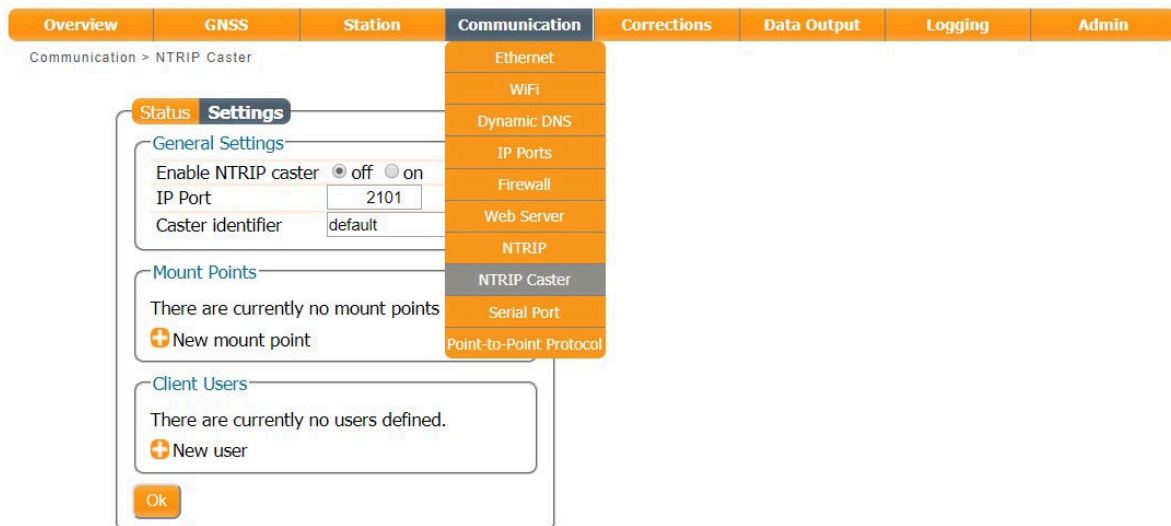 Overview GNSS Station Communication Corrections Data Output Logging Admin
Communication > NTRIP Caster
Ethernet
WiFi
Dynamic DNS
IP Ports
Firewall
Web Server
NTRIP
NTRIP Caster
Serial Port
Point-to-Point Protocol
Status Settings
General Settings
Enable NTRIP caster off on
IP Port 2101
Caster identifier default
Mount Points
There are currently no mount points
New mount point
Client Users
There are currently no users defined.
New user
Ok